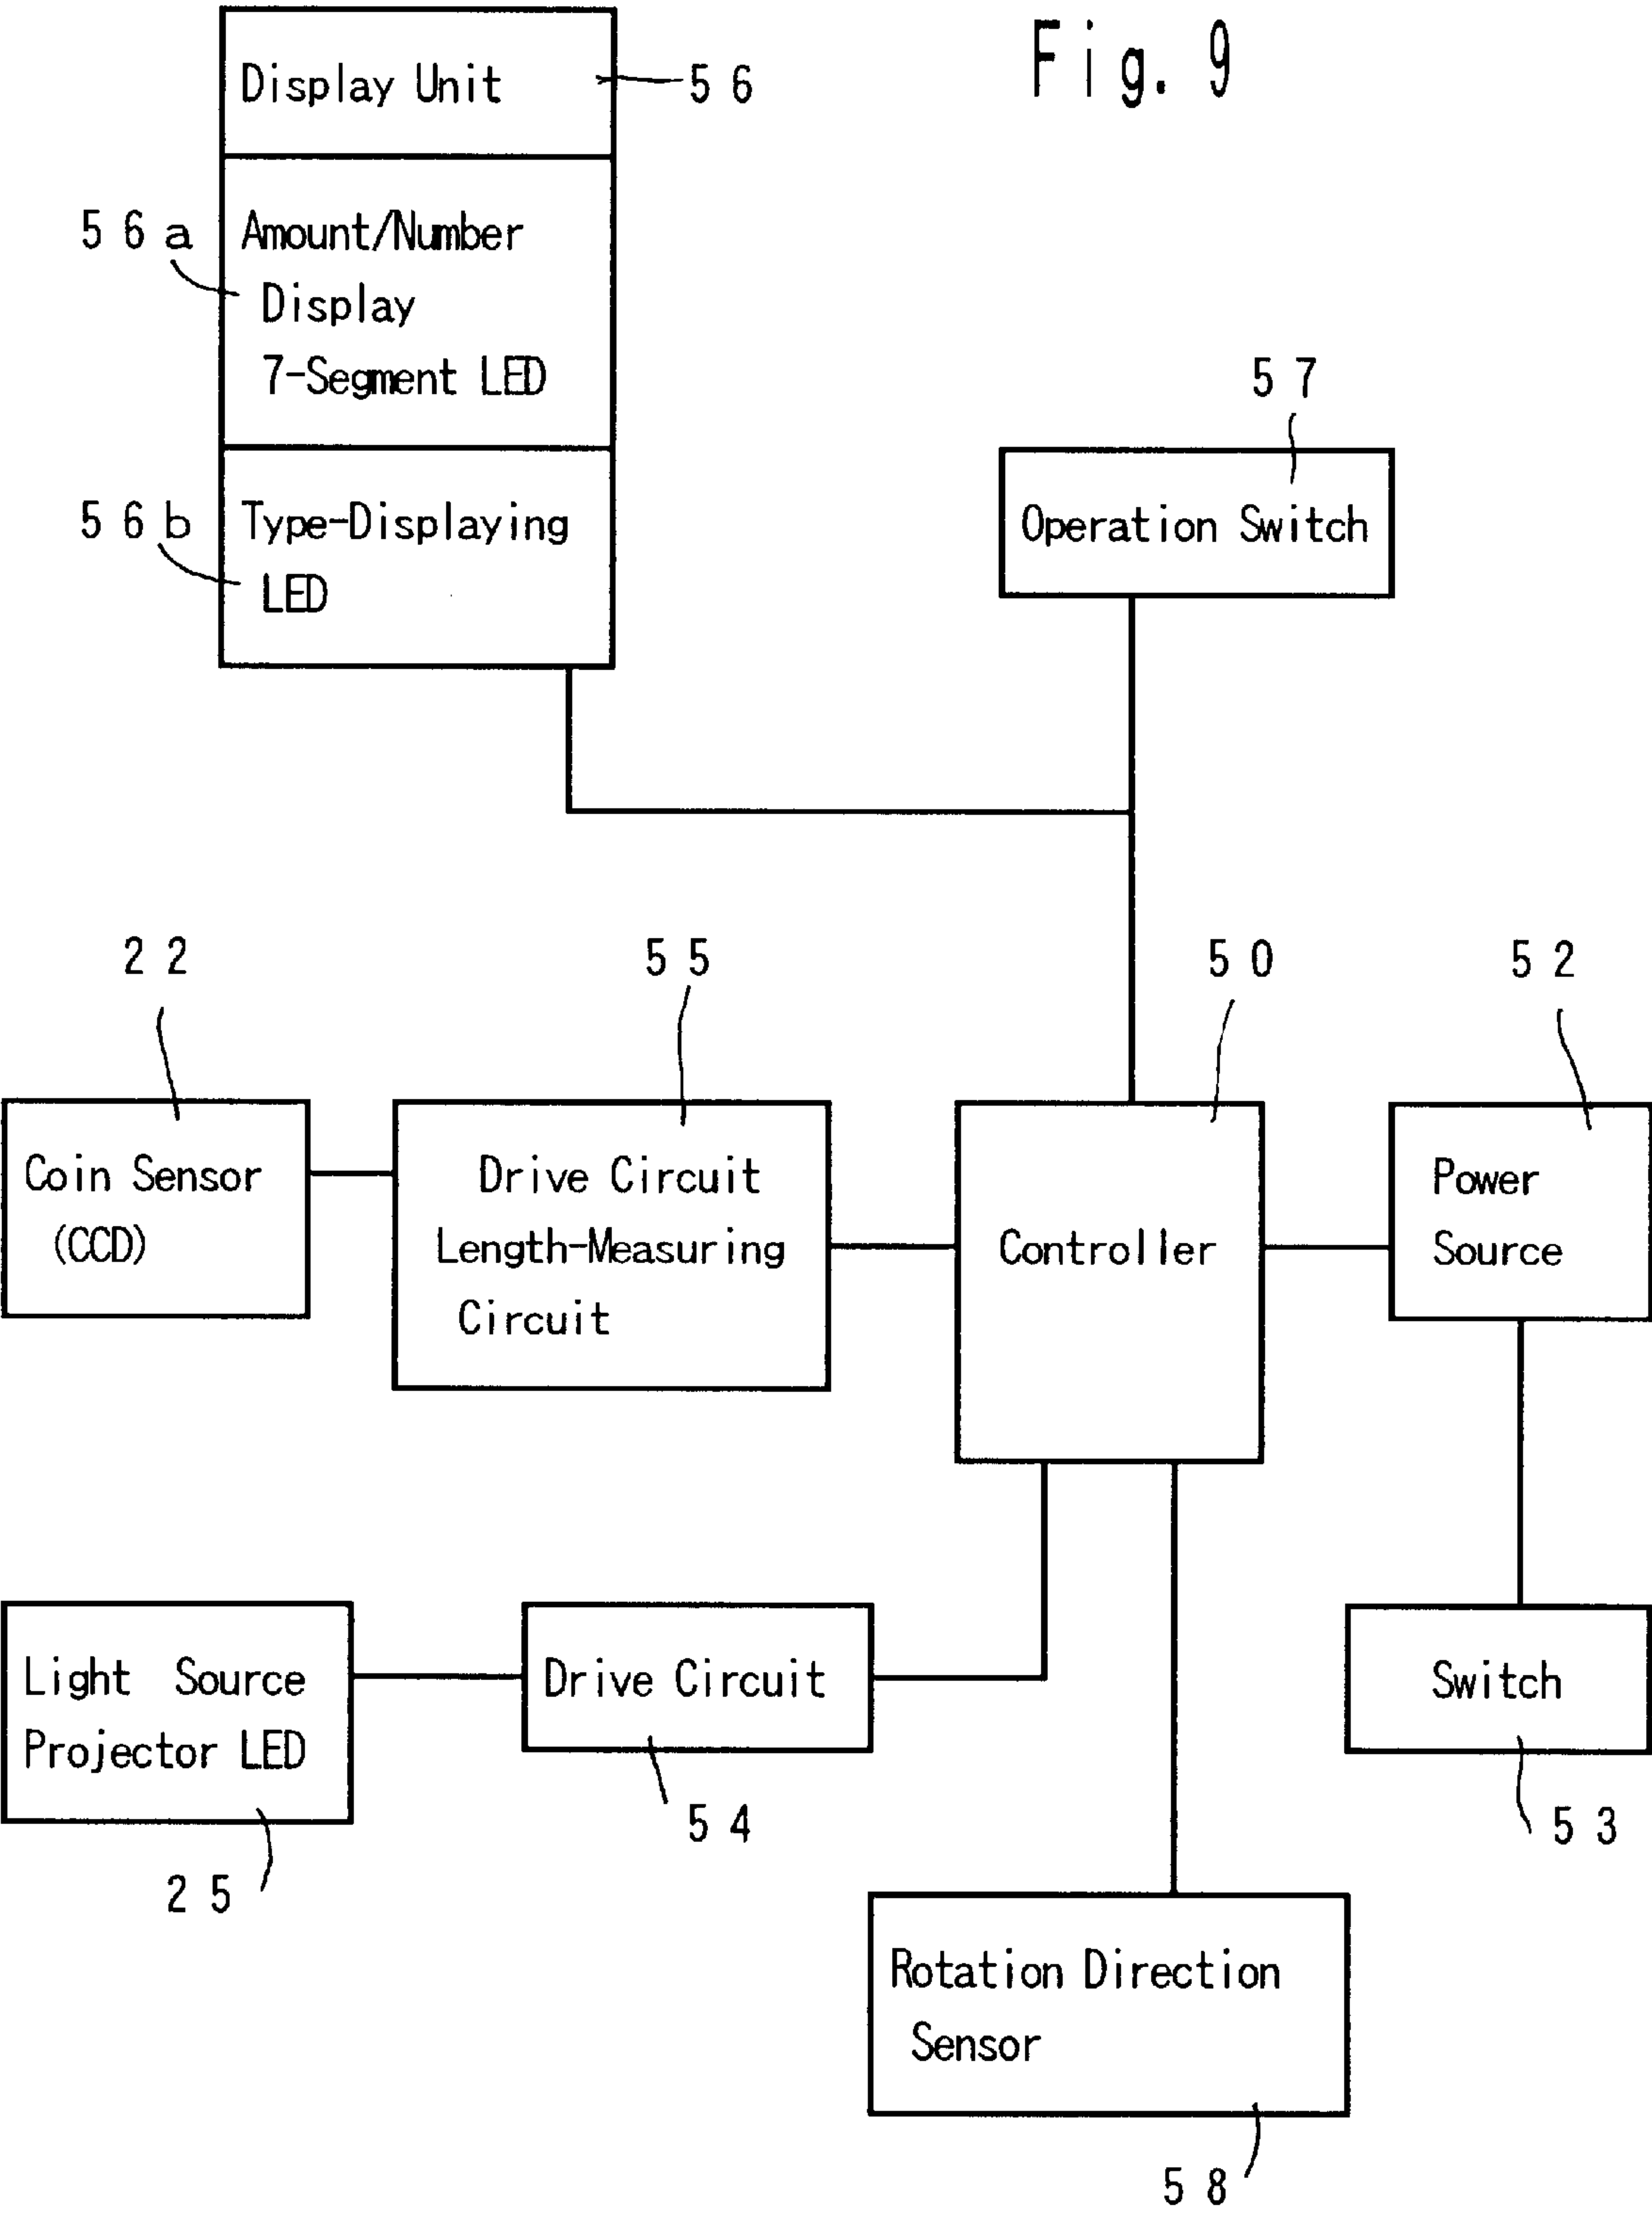 Fig. 9
Display Unit
56
56a
Amount/Number
Display
7-Segment LED
56b
Type-Displaying
LED
57
Operation Switch
22
55
50
52
Coin Sensor
(CCD)
Drive Circuit
Length-Measuring
Circuit
Controller
Power
Source
Light Source
Projector LED
Drive Circuit
Switch
54
53
25
Rotation Direction
Sensor
58